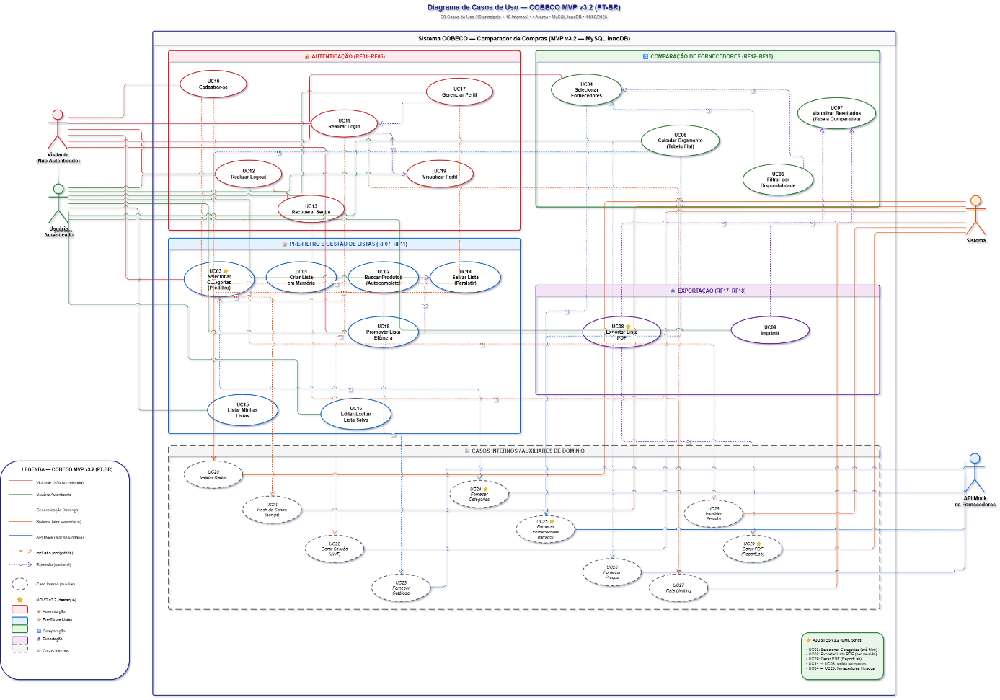 Diagrama de Casos de Uso — COBECO MVP v3.2 (PT-BR)
29 Casos de Uso (19 principais + 10 internos) • 4 Atores • MySQL InnoDB • 14/09/2026
Sistema COBECO — Comparador de Compras (MVP v3.2 — MySQL InnoDB)
AUTENTICAÇÃO (RF01–RF06)
UC10
Cadastrar-se
UC17
Gerenciar Perfil
UC11
Realizar Login
UC12
Realizar Logout
UC19
Visualizar Perfil
UC13
Recuperar Senha
COMPARAÇÃO DE FORNECEDORES (RF12–RF16)
UC04
Selecionar
Fornecedores
UC07
Visualizar Resultados
(Tabela Comparativa)
UC06
Calcular Orçamento
(Tabela Flat)
UC05
Filtrar por
Disponibilidade
Visitante
(Não Autenticado)
Usuário
Autenticado
Sistema
PRÉ-FILTRO E GESTÃO DE LISTAS (RF07–RF11)
UC03
Selecionar
Categorias
(Pré-filtro)
UC01
Criar Lista
em Memória
UC02
Buscar Produtos
(Autocomplete)
UC14
Salvar Lista
(Persistir)
UC18
Promover Lista
Efêmera
UC15
Listar Minhas
Listas
UC16
Editar/Excluir
Lista Salva
EXPORTAÇÃO (RF17–RF18)
UC08
Exportar Lista
PDF
UC09
Imprimir
CASOS INTERNOS / AUXILIARES DE DOMÍNIO
UC20
Validar Dados
UC21
Hash de Senha
(bcrypt)
UC22
Gerar Sessão
(JWT)
UC23
Fornecer
Catálogo
UC24
Fornecer
Categorias
UC25
Fornecer
Fornecedores
(filtrado)
UC26
Fornecer
Preços
UC27
Rate Limiting
UC28
Invalidar
Sessão
UC29
Gerar PDF
(ReportLab)
API Mock
de Fornecedores
LEGENDA — COBECO MVP v3.2 (PT-BR)
Visitante (Não Autenticado)
Usuário Autenticado
Generalização (herança)
Sistema (ator secundário)
API Mock (ator secundário)
Inclusão (obrigatória)
Extensão (opcional)
Caso Interno (auxiliar)
NOVO v3.2 (destaque)
Autenticação
Pré-filtro e Listas
Comparação
Exportação
Casos Internos
AJUSTES v3.2 (UML Strict)
• UC03: Selecionar Categorias (pré-filtro)
• UC08: Exportar Lista PDF (server-side)
• UC29: Gerar PDF (ReportLab)
• UC14 → UC03: valida categorias
• UC04 → UC25: fornecedores filtrados